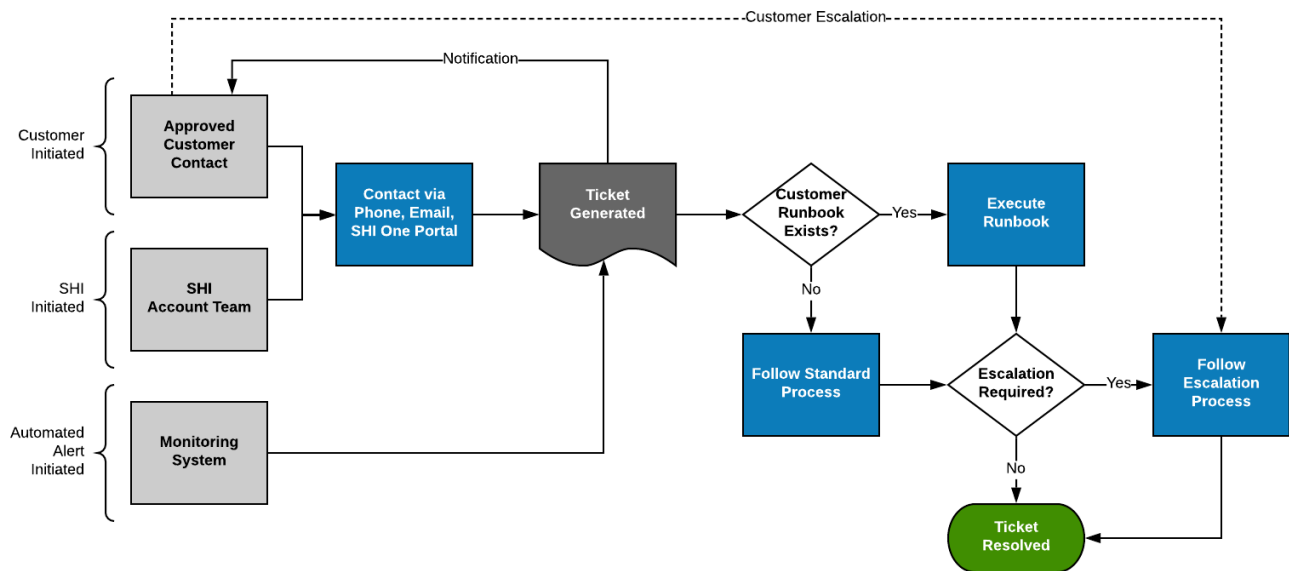 Customer Escalation
Notification
Customer
Initiated
Approved
Customer
Contact
Contact via
Phone, Email,
SHI One Portal
Ticket
Generated
Customer
Runbook
Exists?
Yes
Execute
Runbook
SHI
Initiated
SHI
Account Team
No
Follow Standard
Process
Escalation
Required?
Yes
Follow
Escalation
Process
Automated
Alert
Initiated
Monitoring
System
No
Ticket
Resolved